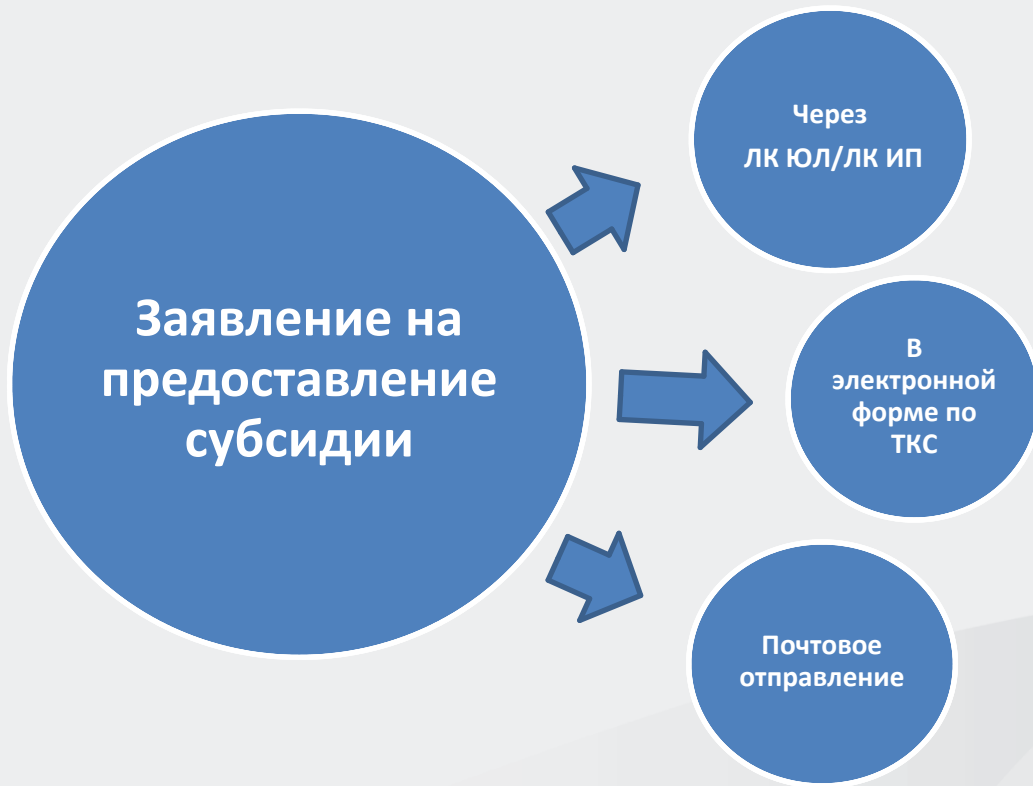 Заявление на
предоставление
субсидии
Через
ЛК ЮЛ/ЛК ИП
В
электронной
форме по
ТКС
Почтовое
отправление